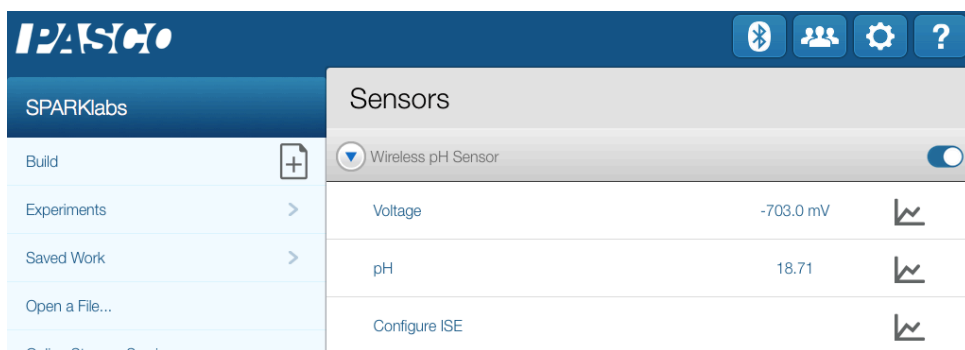 PASCO
?
SPARKlabs
Build
Experiments
Saved Work
Open a File...
Sensors
Wireless pH Sensor
Voltage -703.0 mV
pH 18.71
Configure ISE